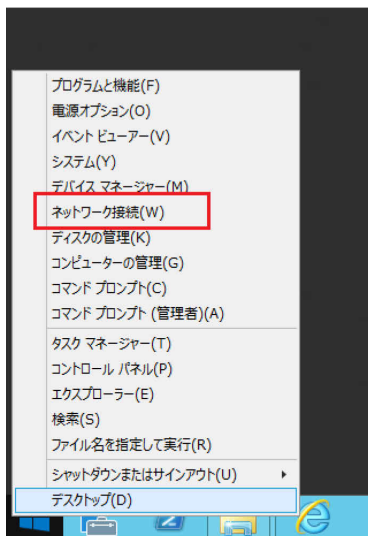 プログラムと機能(F)
電源オプション(O)
イベント ビューアー(V)
システム(Y)
デバイス マネージャー(M)
ネットワーク接続(W)
ディスクの管理(K)
コンピューターの管理(G)
コマンド プロンプト(C)
コマンド プロンプト (管理者)(A)
タスク マネージャー(T)
コントロール パネル(P)
エクスプローラー(E)
検索(S)
ファイル名を指定して実行(R)
シャットダウンまたはサインアウト(U)
デスクトップ(D)